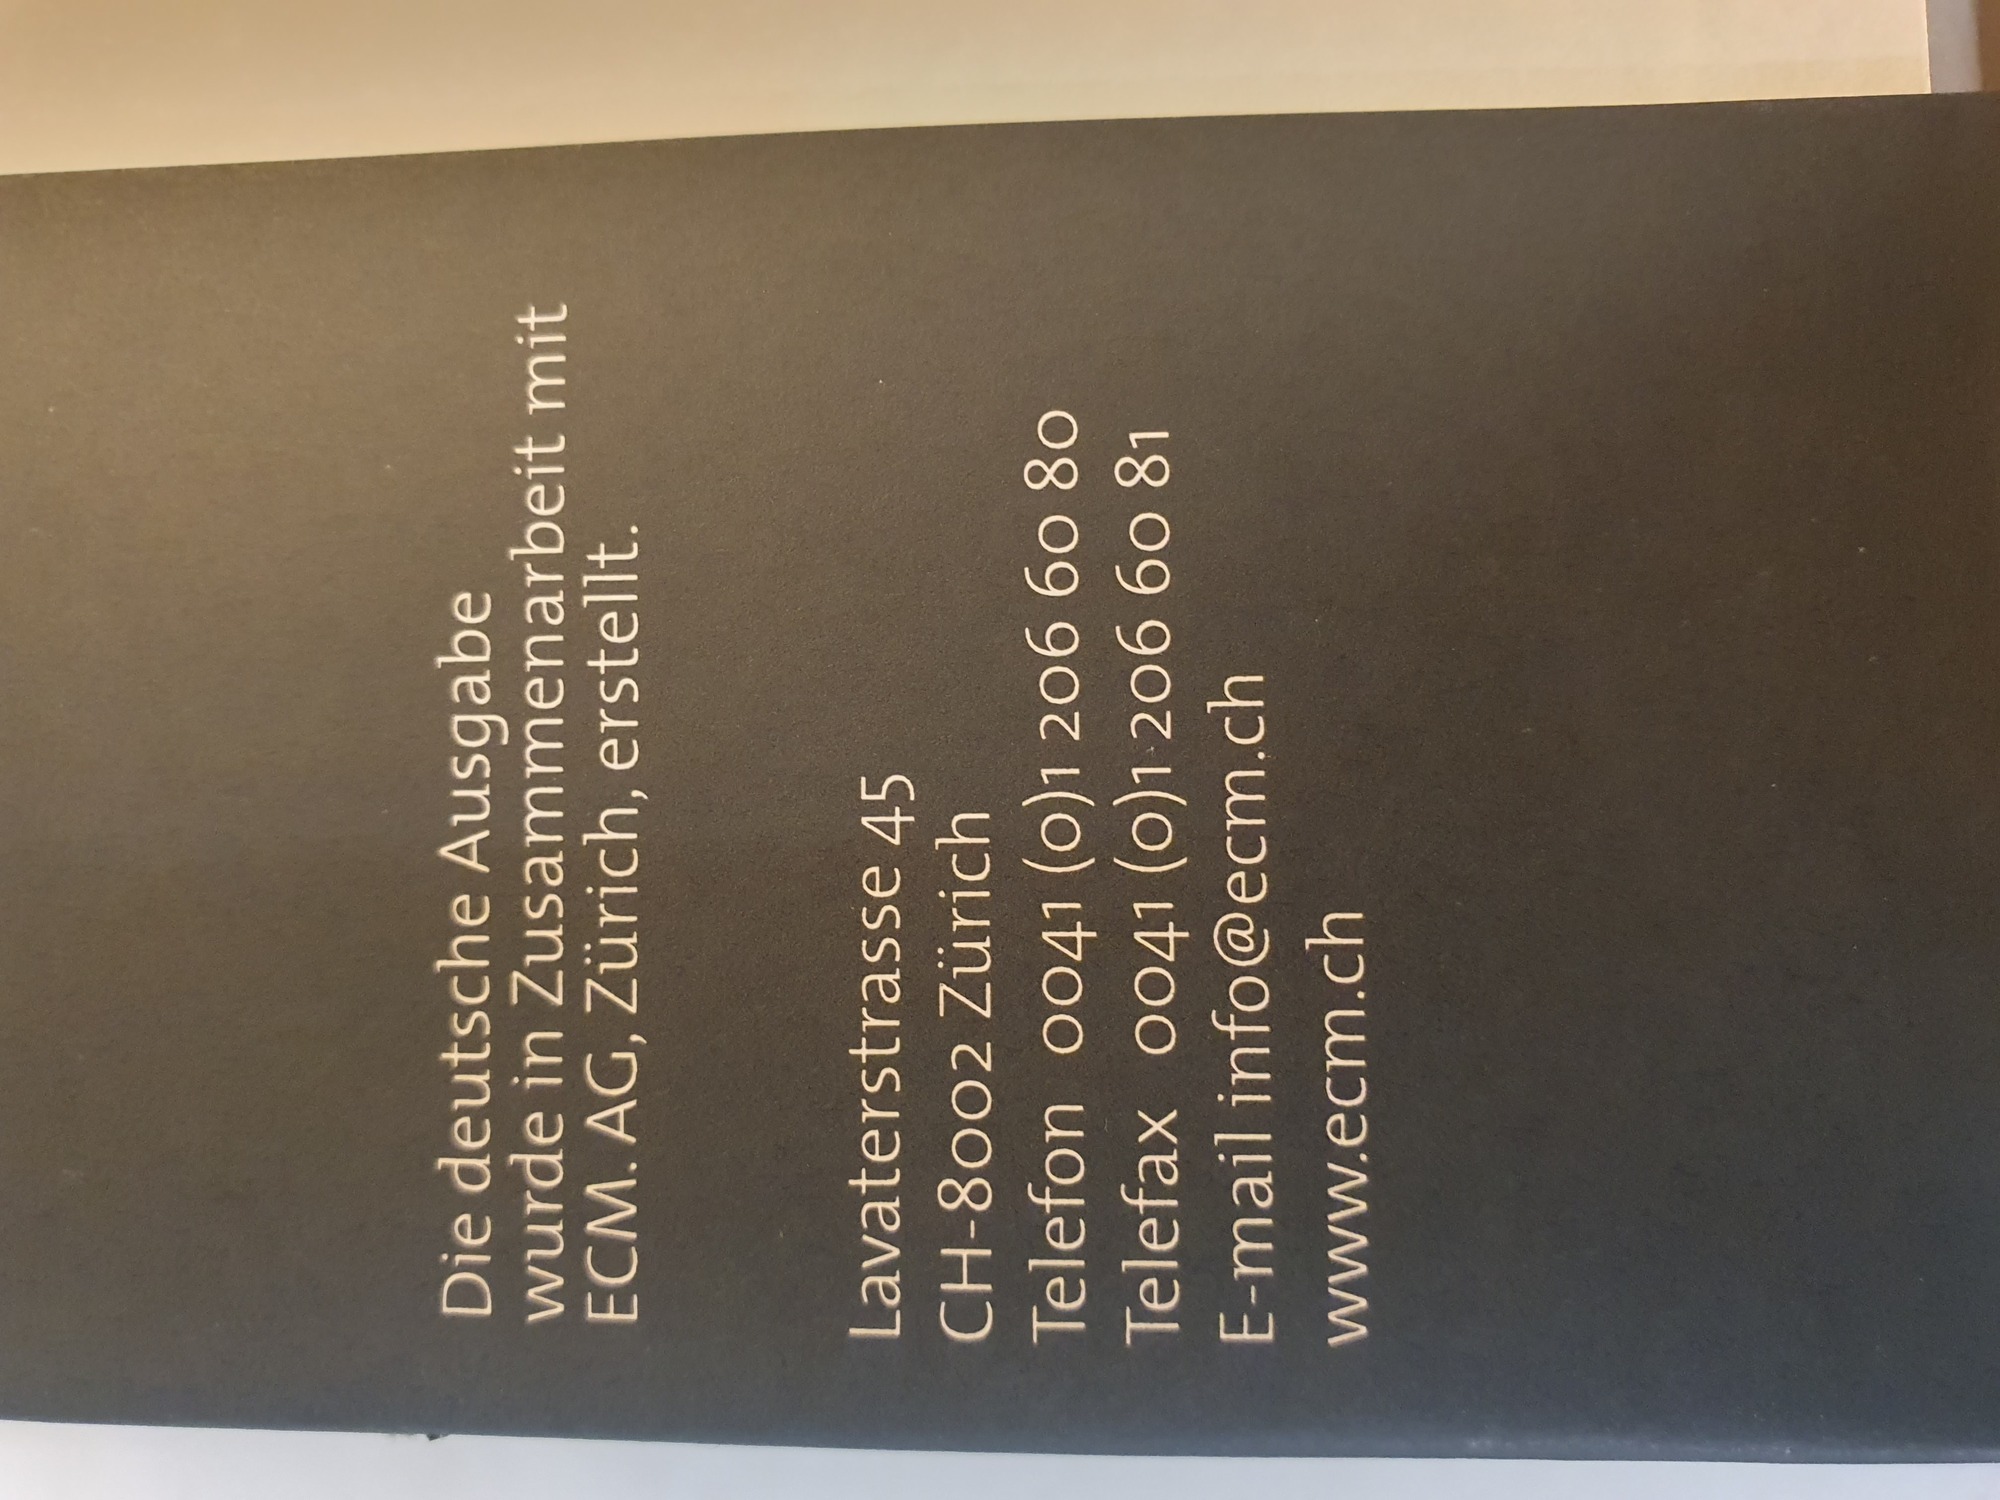 Die deutsche Ausgabe
wurde in Zusammenarbeit mit
ECM. AG, Zürich, erstellt.
Lavaterstrasse 45
CH-8002 Zürich
Telefon 0041 (0)1 206 60 80
Telefax 0041 (0)1 206 60 81
E-mail info@ecm.ch
www.ecm.ch